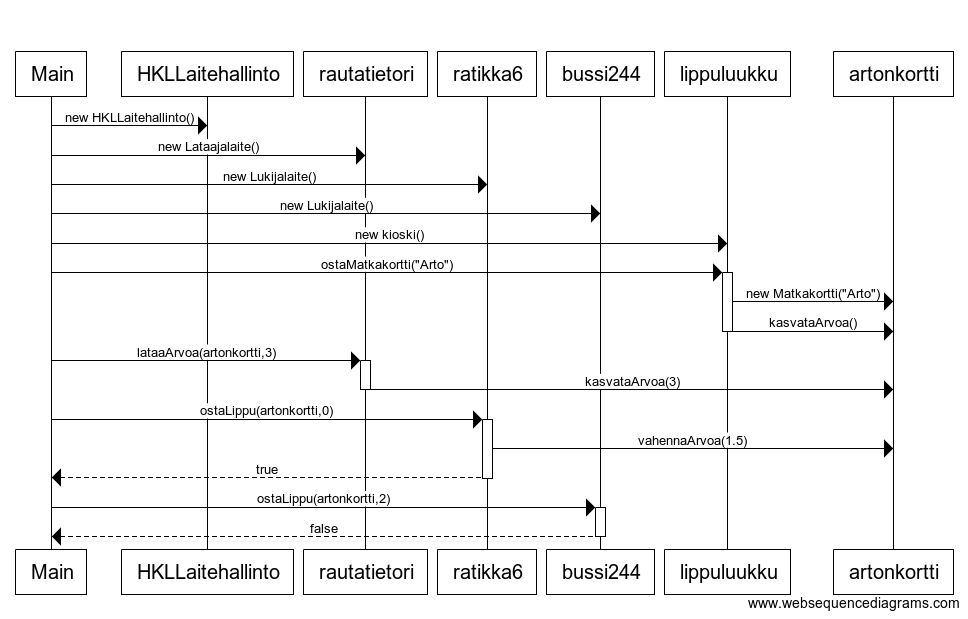 Main HKLLaitehallinto rautatietori ratikka6 bussi244 lippuluukku artonkortti
new HKLLaitehallinto()
new Lataajalaite()
new Lukijalaite()
new Lukijalaite()
new kioski()
ostaMatkakortti("Arto")
new Matkakortti("Arto")
kasvataArvoa()
lataaArvoa(artonkortti,3)
kasvataArvoa(3)
ostaLippu(artonkortti,0)
vahennaArvoa(1.5)
true
ostaLippu(artonkortti,2)
false
Main HKLLaitehallinto rautatietori ratikka6 bussi244 lippuluukku artonkortti
www.websequencediagrams.com